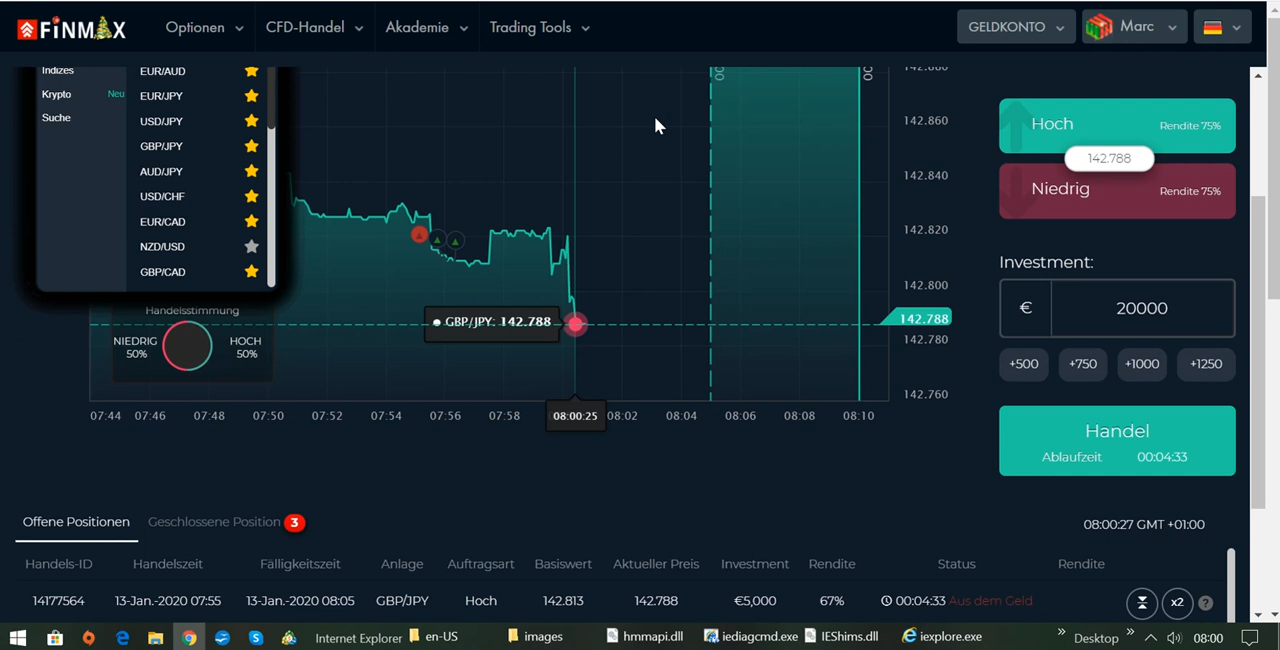 FiNMAX
Optionen
CFD-Handel
Akademie
Trading Tools
GELDKONTO
Marc
Indizes
Krypto Neu
Suche
EUR/AUD
EUR/JPY
USD/JPY
GBP/JPY
AUD/JPY
USD/CHF
EUR/CAD
NZD/USD
GBP/CAD
Handelsstimmung
NIEDRIG
50%
HOCH
50%
GBP/JPY: 142.788
142.880
142.860
142.840
142.820
142.800
142.788
142.780
142.760
07:44 07:46 07:48 07:50 07:52 07:54 07:56 07:58 08:00:25 08:02 08:04 08:06 08:08 08:10
Hoch Rendite 75%
142.788
Niedrig Rendite 75%
Investment:
€ 20000
+500 +750 +1000 +1250
Handel
Ablaufzeit 00:04:33
Offene Positionen Geschlossene Position 3
08:00:27 GMT +01:00
Handels-ID Handelszeit Fälligkeitszeit Anlage Auftragsart Basiswert Aktueller Preis Investment Rendite Status Rendite
14177564 13-Jan.-2020 07:55 13-Jan.-2020 08:05 GBP/JPY Hoch 142.813 142.788 €5,000 67% 00:04:33 Aus dem Geld x2 ?
Internet Explorer en-US images hmmapi.dll iediagcmd.exe IEShims.dll iexplore.exe Desktop 08:00